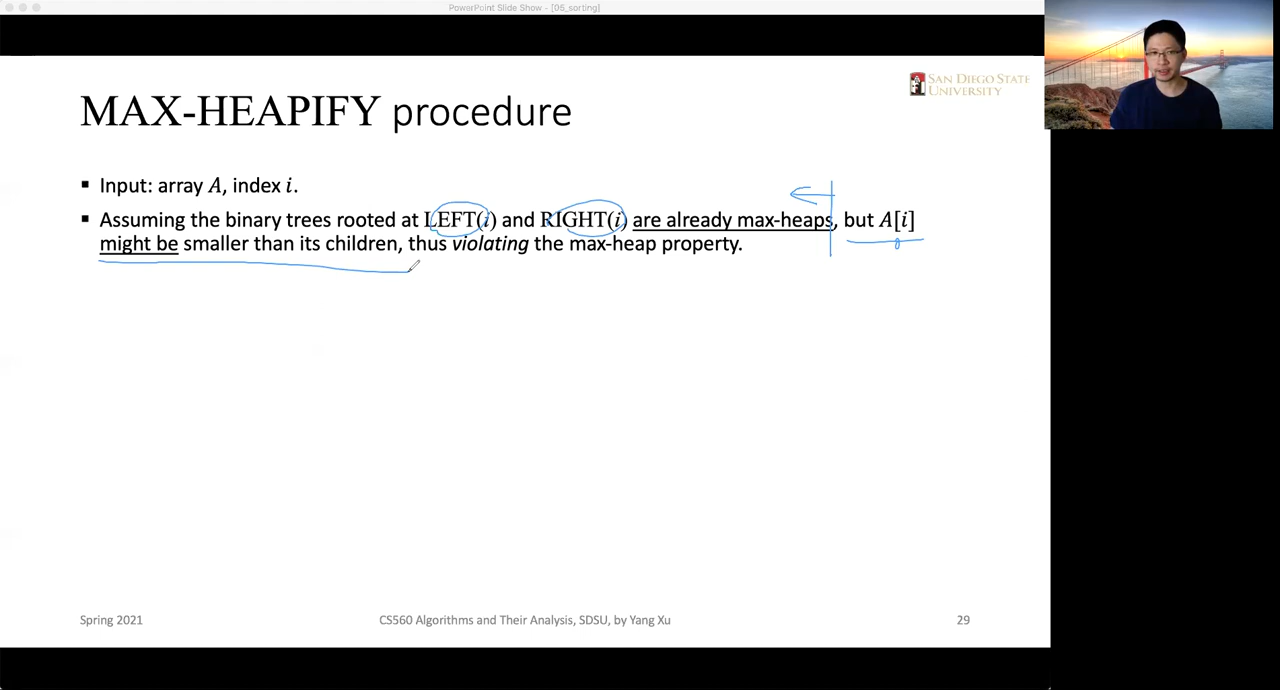 PowerPoint Slide Show - [05_sorting]
SAN DIEGO STATE
UNIVERSITY
MAX-HEAPIFY procedure
▪ Input: array A, index i.
▪ Assuming the binary trees rooted at LEFT(i) and RIGHT(i) are already max-heaps, but A[i]
might be smaller than its children, thus violating the max-heap property.
Spring 2021
CS560 Algorithms and Their Analysis, SDSU, by Yang Xu
29